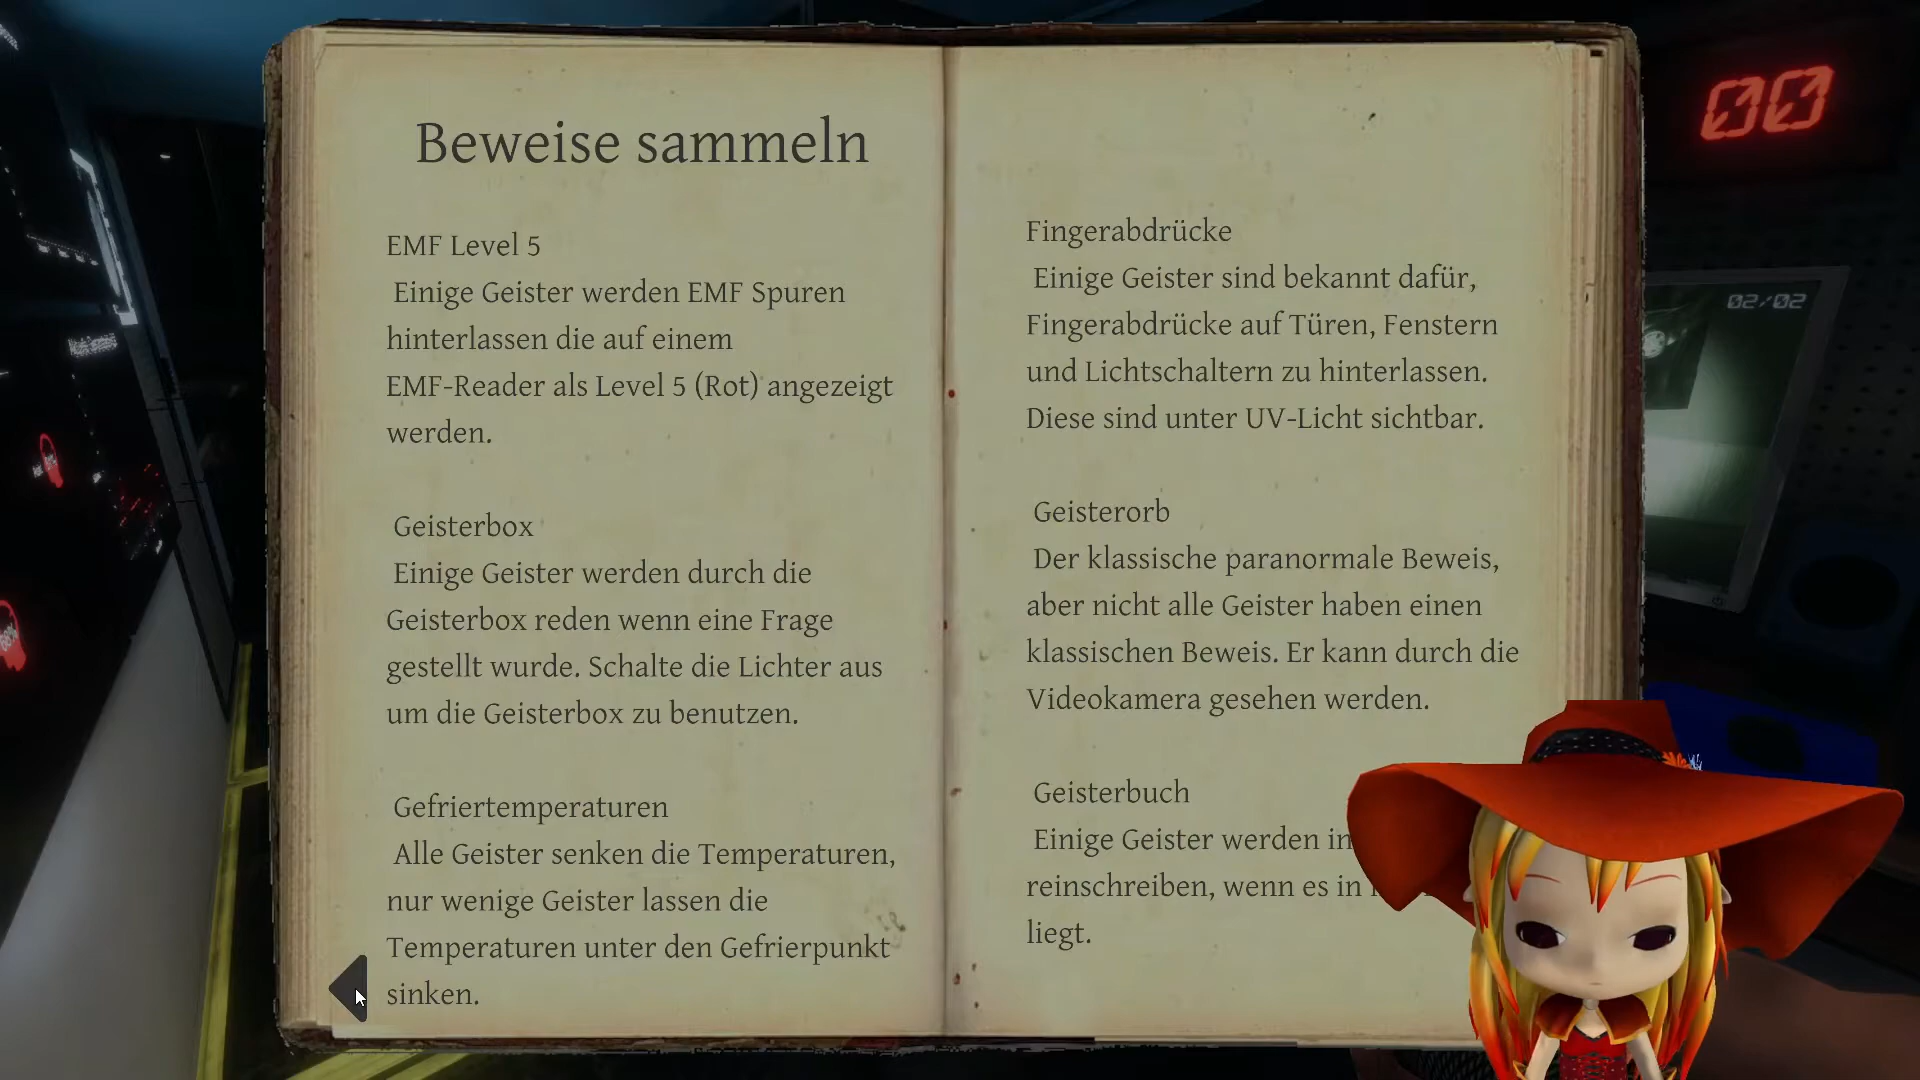 Beweise sammeln
EMF Level 5
Einige Geister werden EMF Spuren
hinterlassen die auf einem
EMF-Reader als Level 5 (Rot) angezeigt
werden.
Geisterbox
Einige Geister werden durch die
Geisterbox reden wenn eine Frage
gestellt wurde. Schalte die Lichter aus
um die Geisterbox zu benutzen.
Gefriertemperaturen
Alle Geister senken die Temperaturen,
nur wenige Geister lassen die
Temperaturen unter den Gefrierpunkt
sinken.
Fingerabdrücke
Einige Geister sind bekannt dafür,
Fingerabdrücke auf Türen, Fenstern
und Lichtschaltern zu hinterlassen.
Diese sind unter UV-Licht sichtbar.
Geisterorb
Der klassische paranormale Beweis,
aber nicht alle Geister haben einen
klassischen Beweis. Er kann durch die
Videokamera gesehen werden.
Geisterbuch
Einige Geister werden in
reinschreiben, wenn es in
liegt.
00
02/02